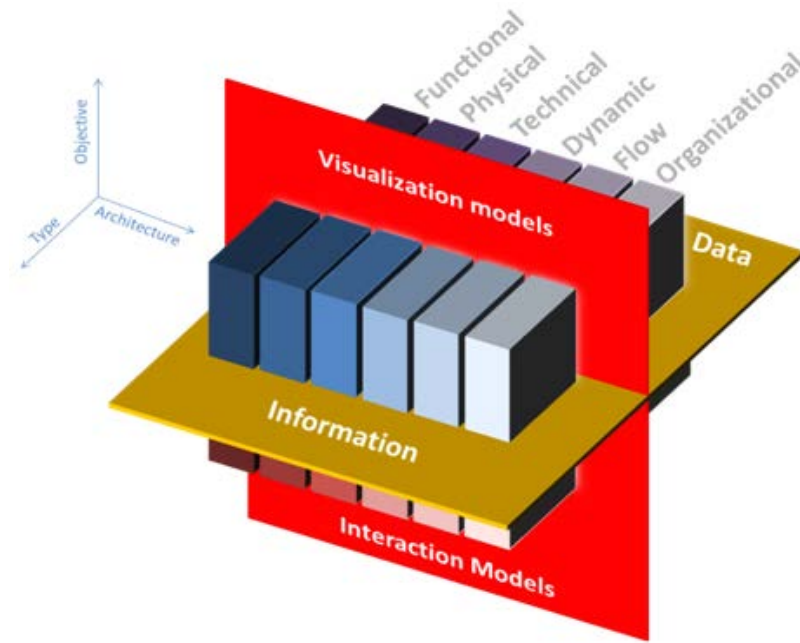 Functional
Physical
Technical
Dynamic
Flow
Organizational
Objective
Type
Architecture
Visualization models
Data
Information
Interaction Models